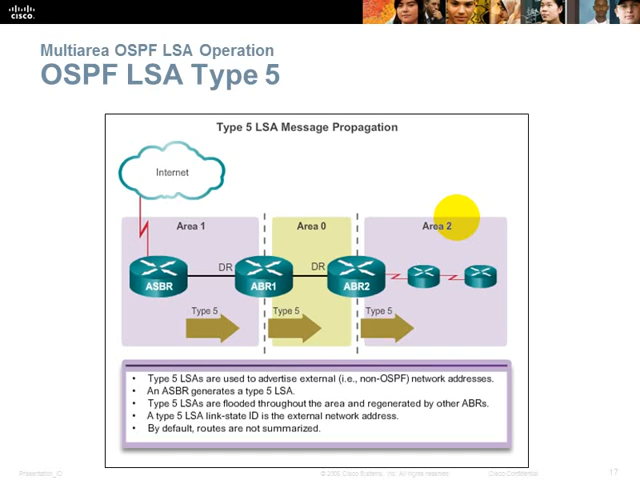 CISCO.
Multiarea OSPF LSA Operation
OSPF LSA Type 5
Type 5 LSA Message Propagation
Internet
Area 1
Area 0
Area 2
DR
DR
ASBR
ABR1
ABR2
Type 5
Type 5
Type 5
• Type 5 LSAs are used to advertise external (i.e., non-OSPF) network addresses.
• An ASBR generates a type 5 LSA.
• Type 5 LSAs are flooded throughout the area and regenerated by other ABRs.
• A type 5 LSA link-state ID is the external network address.
• By default, routes are not summarized.
Presentation_ID
© 2008 Cisco Systems, Inc. All rights reserved.
Cisco Confidential
17